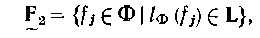 F₂ = {fⱼ ∈ Φ | l_Φ (fⱼ) ∈ L},